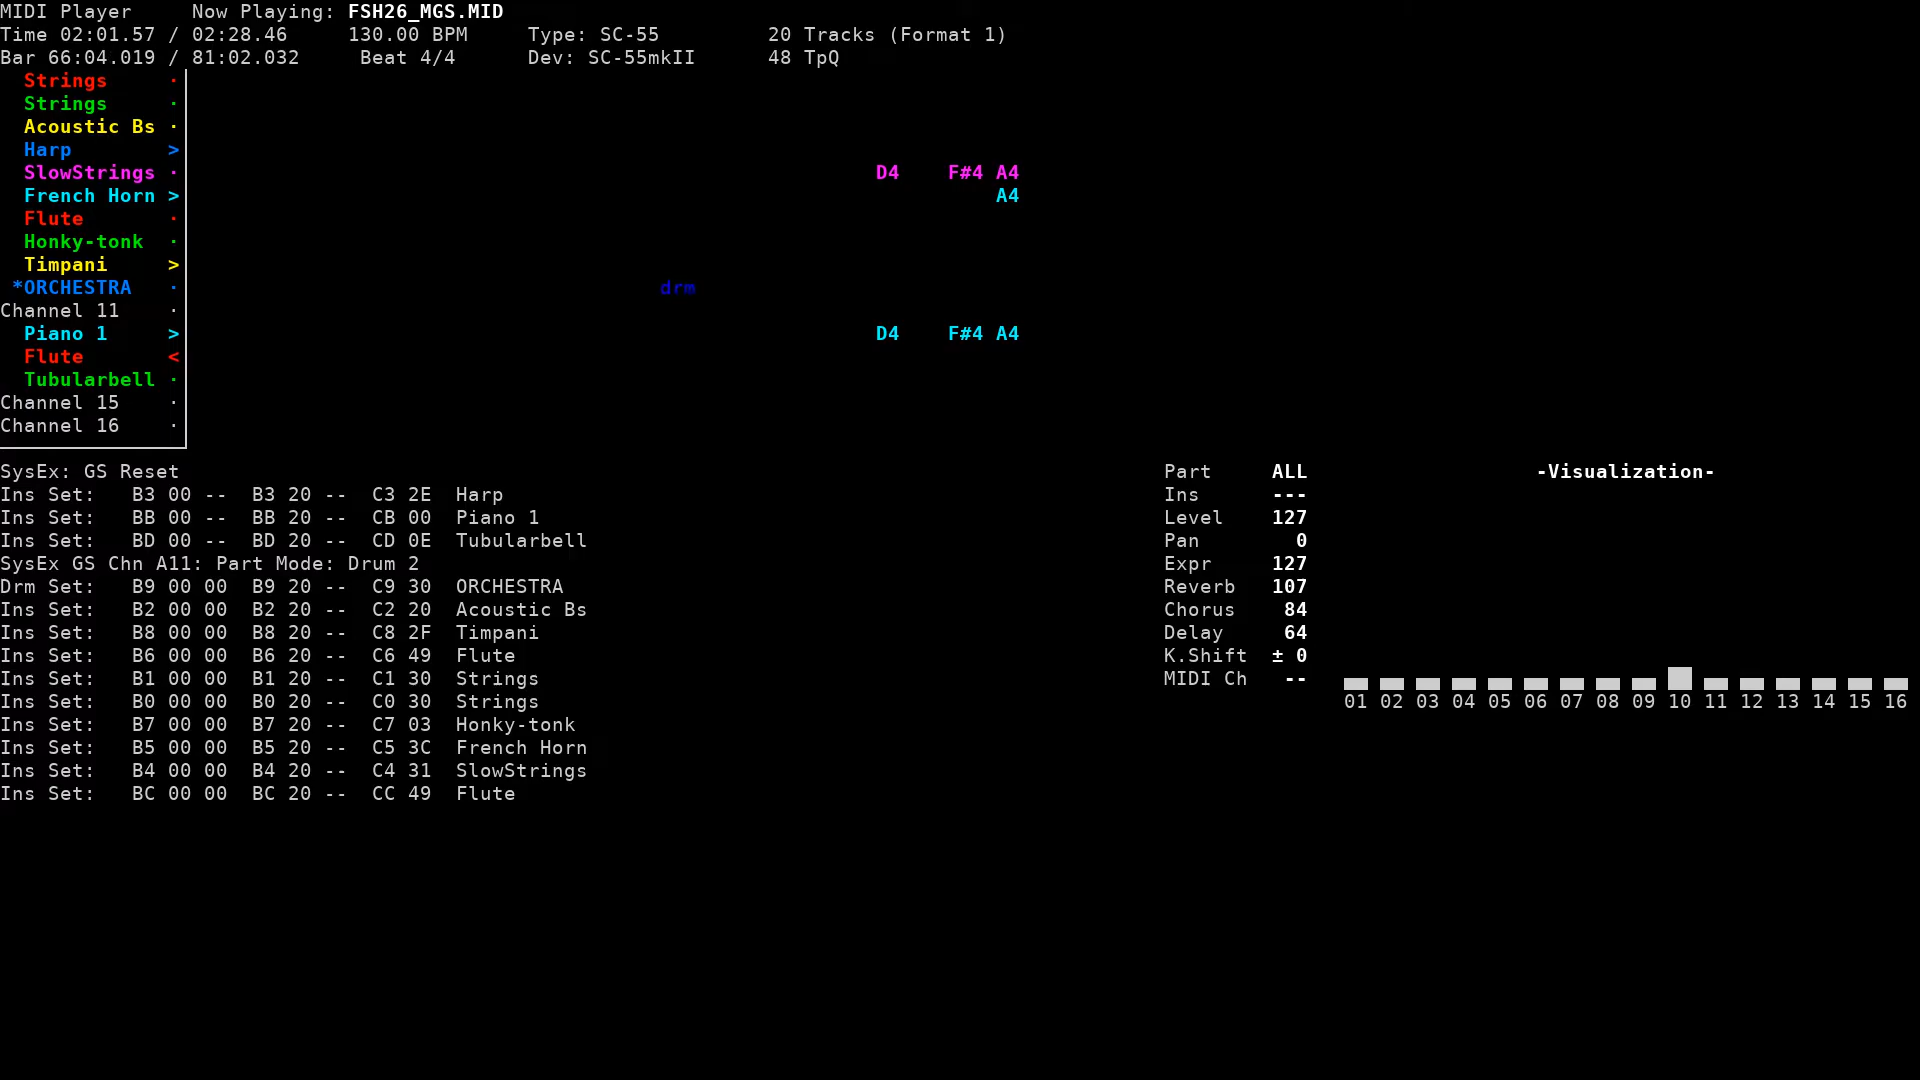 MIDI Player     Now Playing: FSH26_MGS.MID
Time 02:01.57 / 02:28.46     130.00 BPM     Type: SC-55         20 Tracks (Format 1)
Bar 66:04.019 / 81:02.032     Beat 4/4      Dev: SC-55mkII      48 TpQ
Strings ·
Strings ·
Acoustic Bs ·
Harp >
SlowStrings · D4 F#4 A4
French Horn > A4
Flute ·
Honky-tonk ·
Timpani >
*ORCHESTRA · drm
Channel 11 ·
Piano 1 > D4 F#4 A4
Flute <
Tubularbell ·
Channel 15 ·
Channel 16 ·
SysEx: GS Reset
Ins Set:   B3 00 --  B3 20 --  C3 2E  Harp
Ins Set:   BB 00 --  BB 20 --  CB 00  Piano 1
Ins Set:   BD 00 --  BD 20 --  CD 0E  Tubularbell
SysEx GS Chn A11: Part Mode: Drum 2
Drm Set:   B9 00 00  B9 20 --  C9 30  ORCHESTRA
Ins Set:   B2 00 00  B2 20 --  C2 20  Acoustic Bs
Ins Set:   B8 00 00  B8 20 --  C8 2F  Timpani
Ins Set:   B6 00 00  B6 20 --  C6 49  Flute
Ins Set:   B1 00 00  B1 20 --  C1 30  Strings
Ins Set:   B0 00 00  B0 20 --  C0 30  Strings
Ins Set:   B7 00 00  B7 20 --  C7 03  Honky-tonk
Ins Set:   B5 00 00  B5 20 --  C5 3C  French Horn
Ins Set:   B4 00 00  B4 20 --  C4 31  SlowStrings
Ins Set:   BC 00 00  BC 20 --  CC 49  Flute
Part     ALL
Ins      ---
Level    127
Pan        0
Expr     127
Reverb   107
Chorus    84
Delay     64
K.Shift  ± 0
MIDI Ch   --
-Visualization-
01 02 03 04 05 06 07 08 09 10 11 12 13 14 15 16